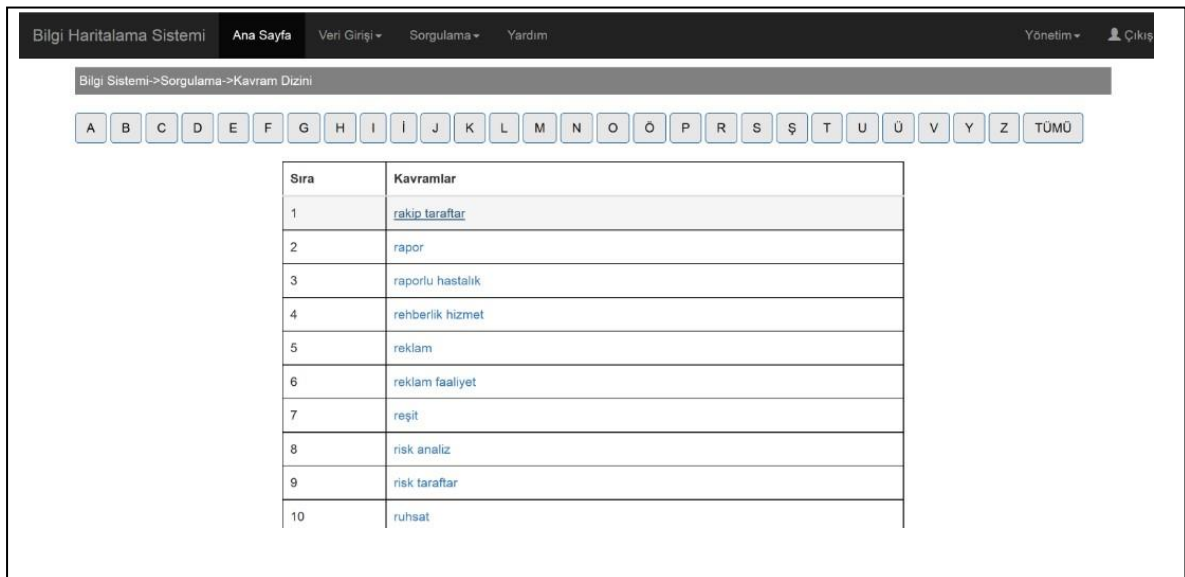 Bilgi Haritalama Sistemi Ana Sayfa Veri Girişi Sorgulama Yardım Yönetim Çıkış
Bilgi Sistemi->Sorgulama->Kavram Dizini
A B C D E F G H I İ J K L M N O Ö P R S Ş T U Ü V Y Z TÜMÜ
Sıra Kavramlar
1 rakip taraftar
2 rapor
3 raporlu hastalık
4 rehberlik hizmet
5 reklam
6 reklam faaliyet
7 reşit
8 risk analiz
9 risk taraftar
10 ruhsat